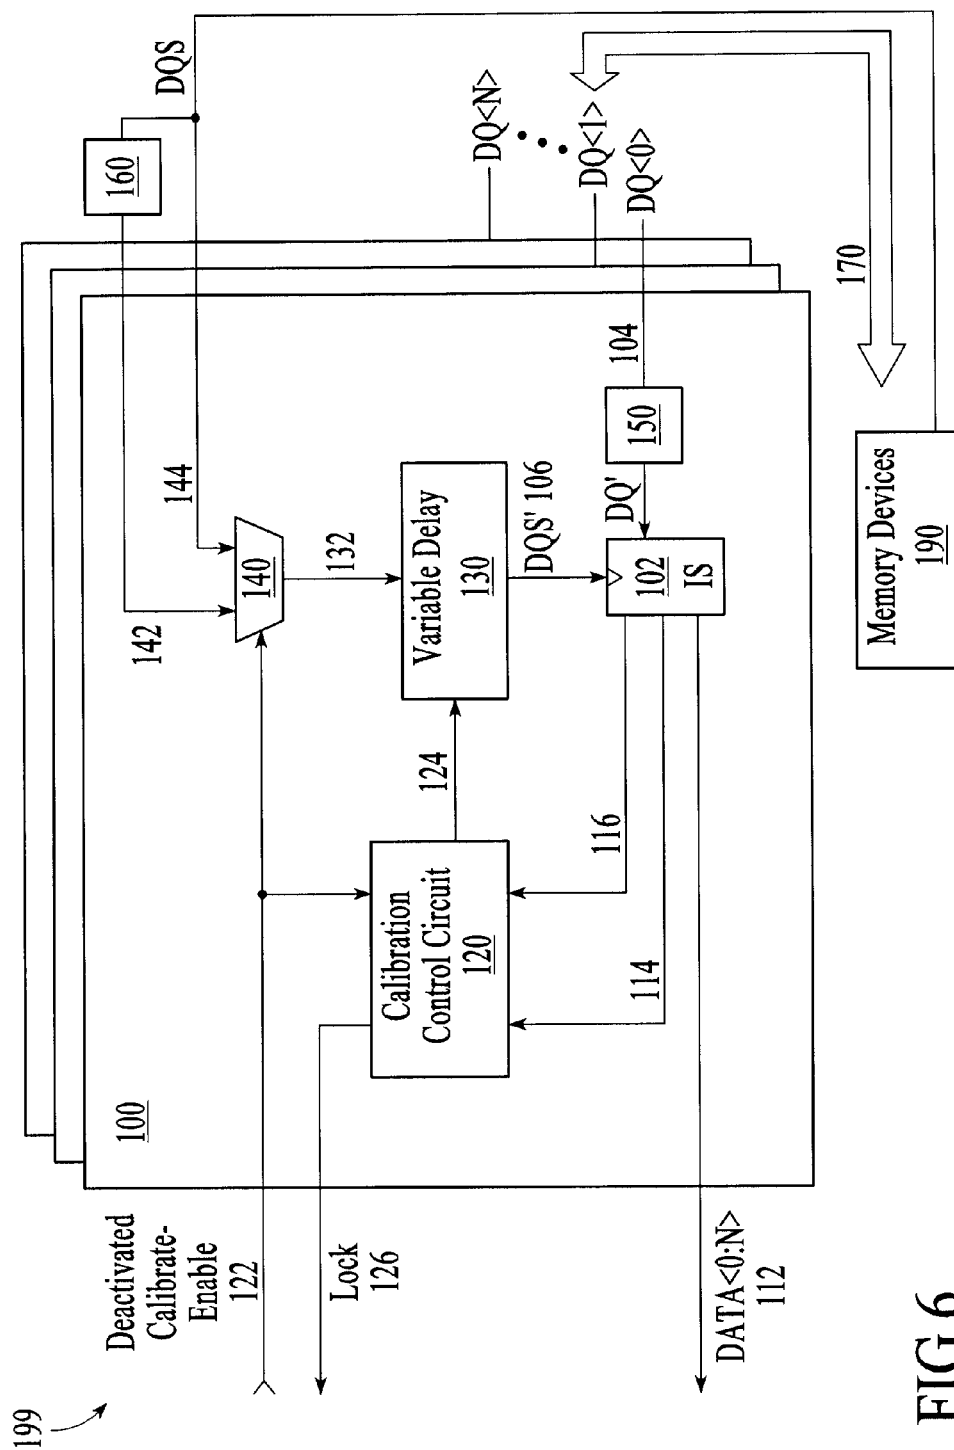 199
Deactivated
Calibrate-
Enable
122
Lock
126
DATA<0:N>
112
100
Calibration
Control Circuit
120
114
116
124
142
144
140
132
Variable Delay
130
DQS' 106
102
IS
DQ'
150
104
160
DQS
DQ<N>
DQ<1>
DQ<0>
170
Memory Devices
190
FIG 6